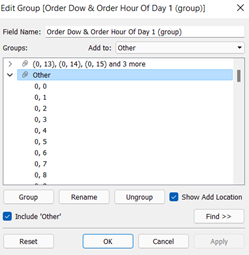 Edit Group [Order Dow & Order Hour Of Day 1 (group)]
Field Name: Order Dow & Order Hour Of Day 1 (group)
Groups: Add to: Other
(0, 13), (0, 14), (0, 15) and 3 more
Other
0, 0
0, 1
0, 2
0, 3
0, 4
0, 5
0, 6
0, 7
0, 8
Group Rename Ungroup Show Add Location
Include 'Other' Find >>
Reset OK Cancel Apply